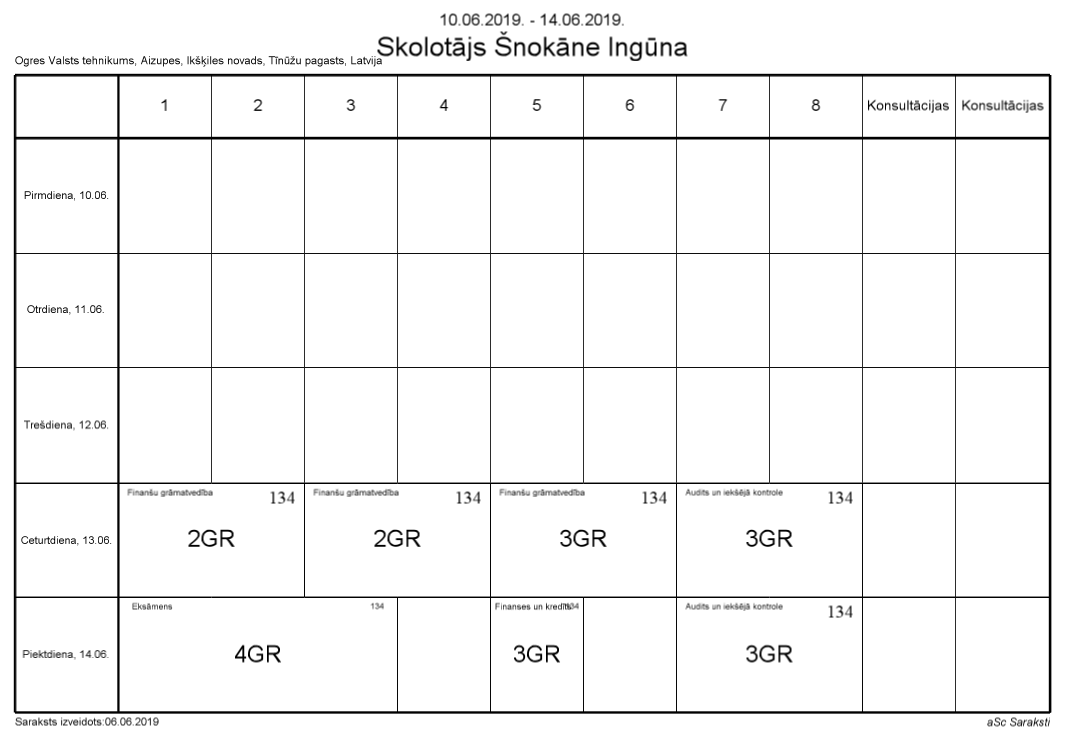 10.06.2019. - 14.06.2019.
Skolotājs Šnokāne Ingūna
Ogres Valsts tehnikums, Aizupes, Ikšķiles novads, Tīnūžu pagasts, Latvija
1 2 3 4 5 6 7 8 Konsultācijas Konsultācijas
Pirmdiena, 10.06.
Otrdiena, 11.06.
Trešdiena, 12.06.
Finanšu grāmatvedība 134 Finanšu grāmatvedība 134 Finanšu grāmatvedība 134 Audits un iekšējā kontrole 134
Ceturtdiena, 13.06. 2GR 2GR 3GR 3GR
Eksāmens 134 Finanses un kredīts 134 Audits un iekšējā kontrole 134
Piektdiena, 14.06. 4GR 3GR 3GR
Saraksts izveidots:06.06.2019 aSc Saraksti